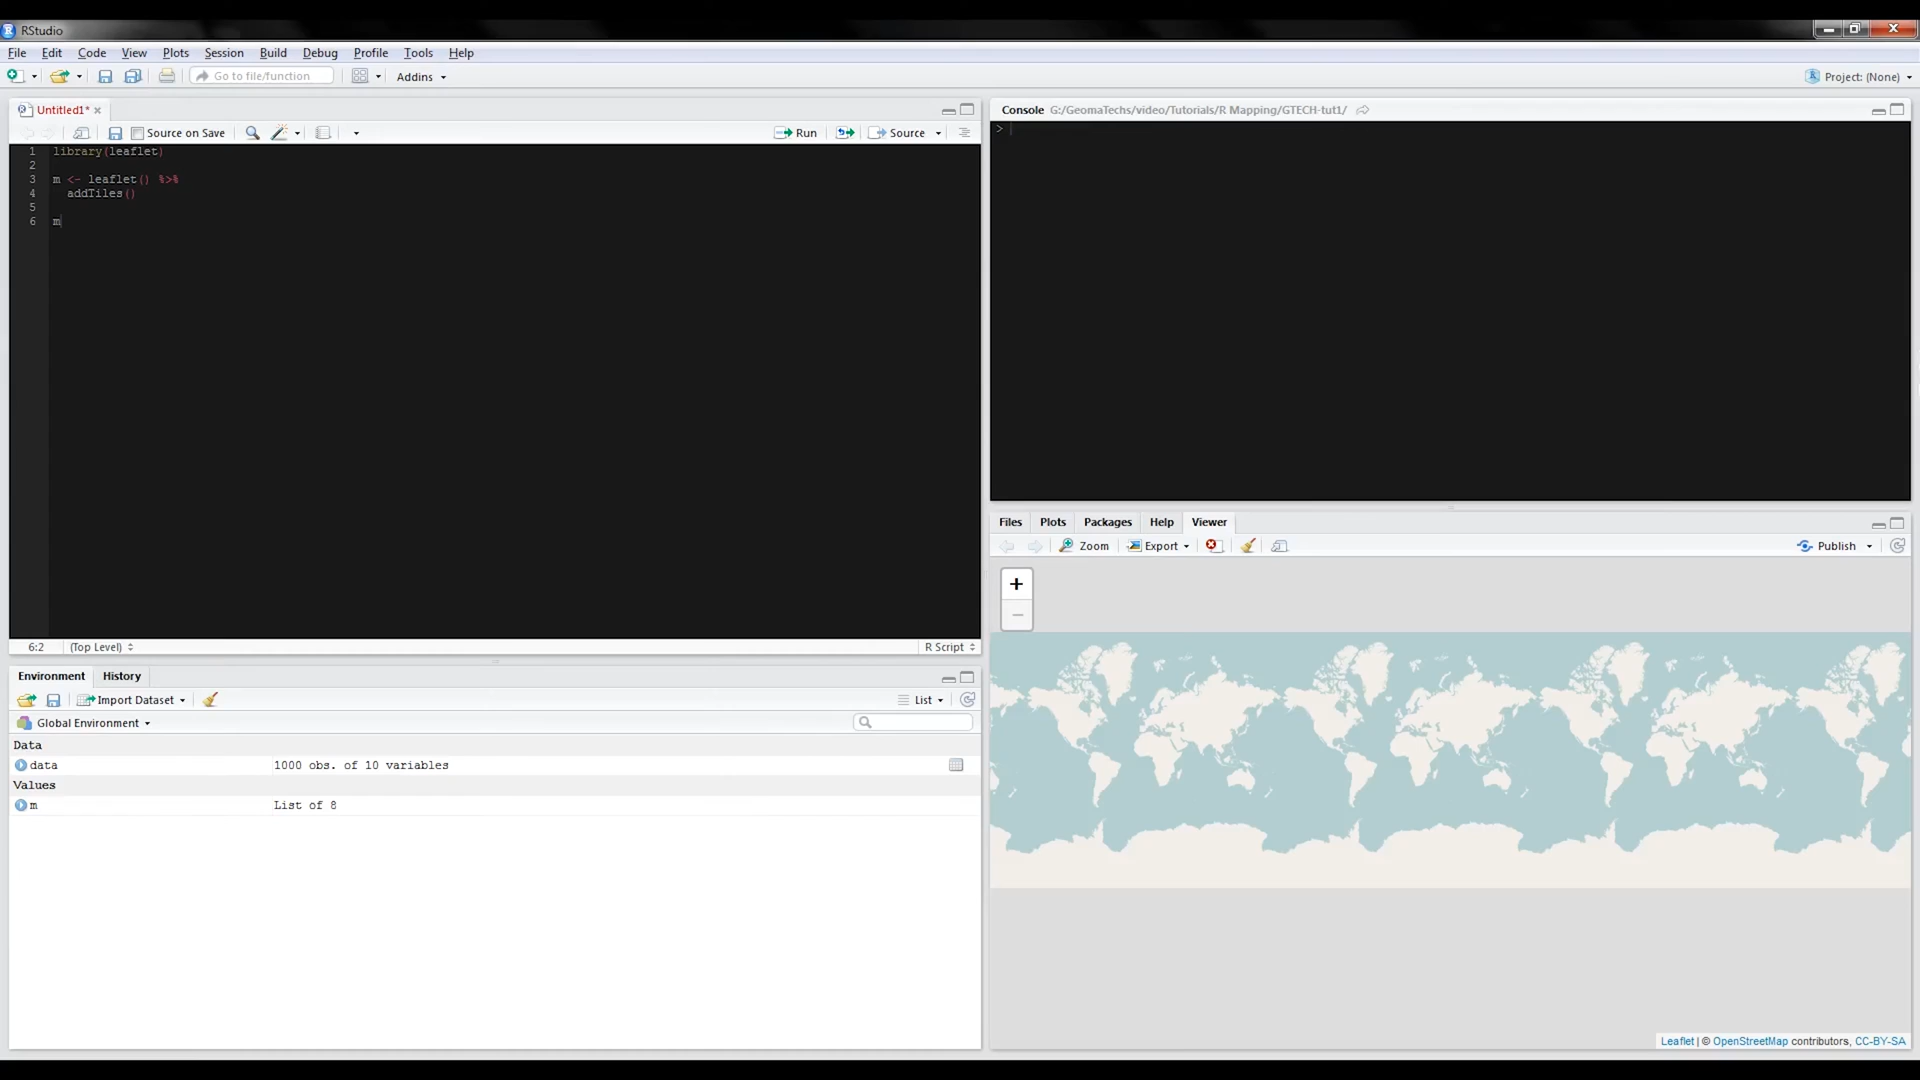 RStudio
File Edit Code View Plots Session Build Debug Profile Tools Help
Go to file/function Addins Project: (None)
Untitled1*
Source on Save Run Source
1 library(leaflet)
2
3 m <- leaflet() %>%
4 addTiles()
5
6 m
6:2 (Top Level) R Script
Environment History
Import Dataset List
Global Environment
Data
data 1000 obs. of 10 variables
Values
m List of 8
Console G:/GeomaTechs/video/Tutorials/R Mapping/GTECH-tut1/
>
Files Plots Packages Help Viewer
Zoom Export Publish
+
−
Leaflet | © OpenStreetMap contributors, CC-BY-SA